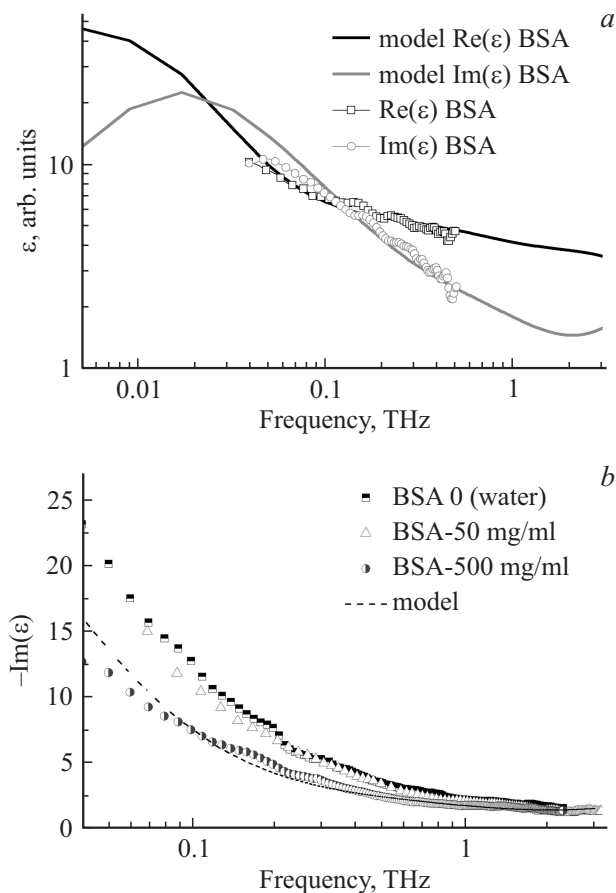 a
model Re(ε) BSA
model Im(ε) BSA
Re(ε) BSA
Im(ε) BSA
ε, arb. units
10
1
0.01
0.1
1
Frequency, THz
b
BSA 0 (water)
BSA-50 mg/ml
BSA-500 mg/ml
model
–Im(ε)
25
20
15
10
5
0
0.1
1
Frequency, THz